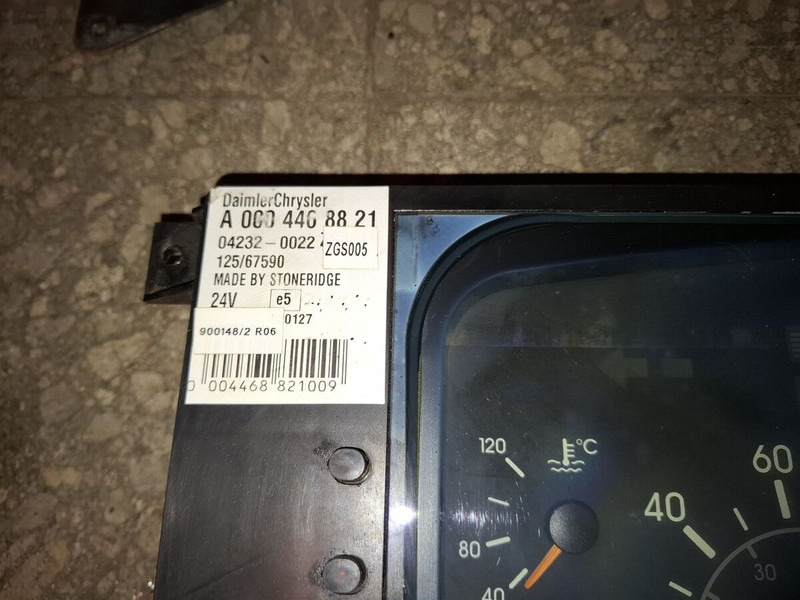 DaimlerChrysler
A 000 446 88 21
04232-0022
ZGS005
125/67590
MADE BY STONERIDGE
24V e5
0127
900148/2 R06
0 004468 821009
120
°C
80
40
60
40
30